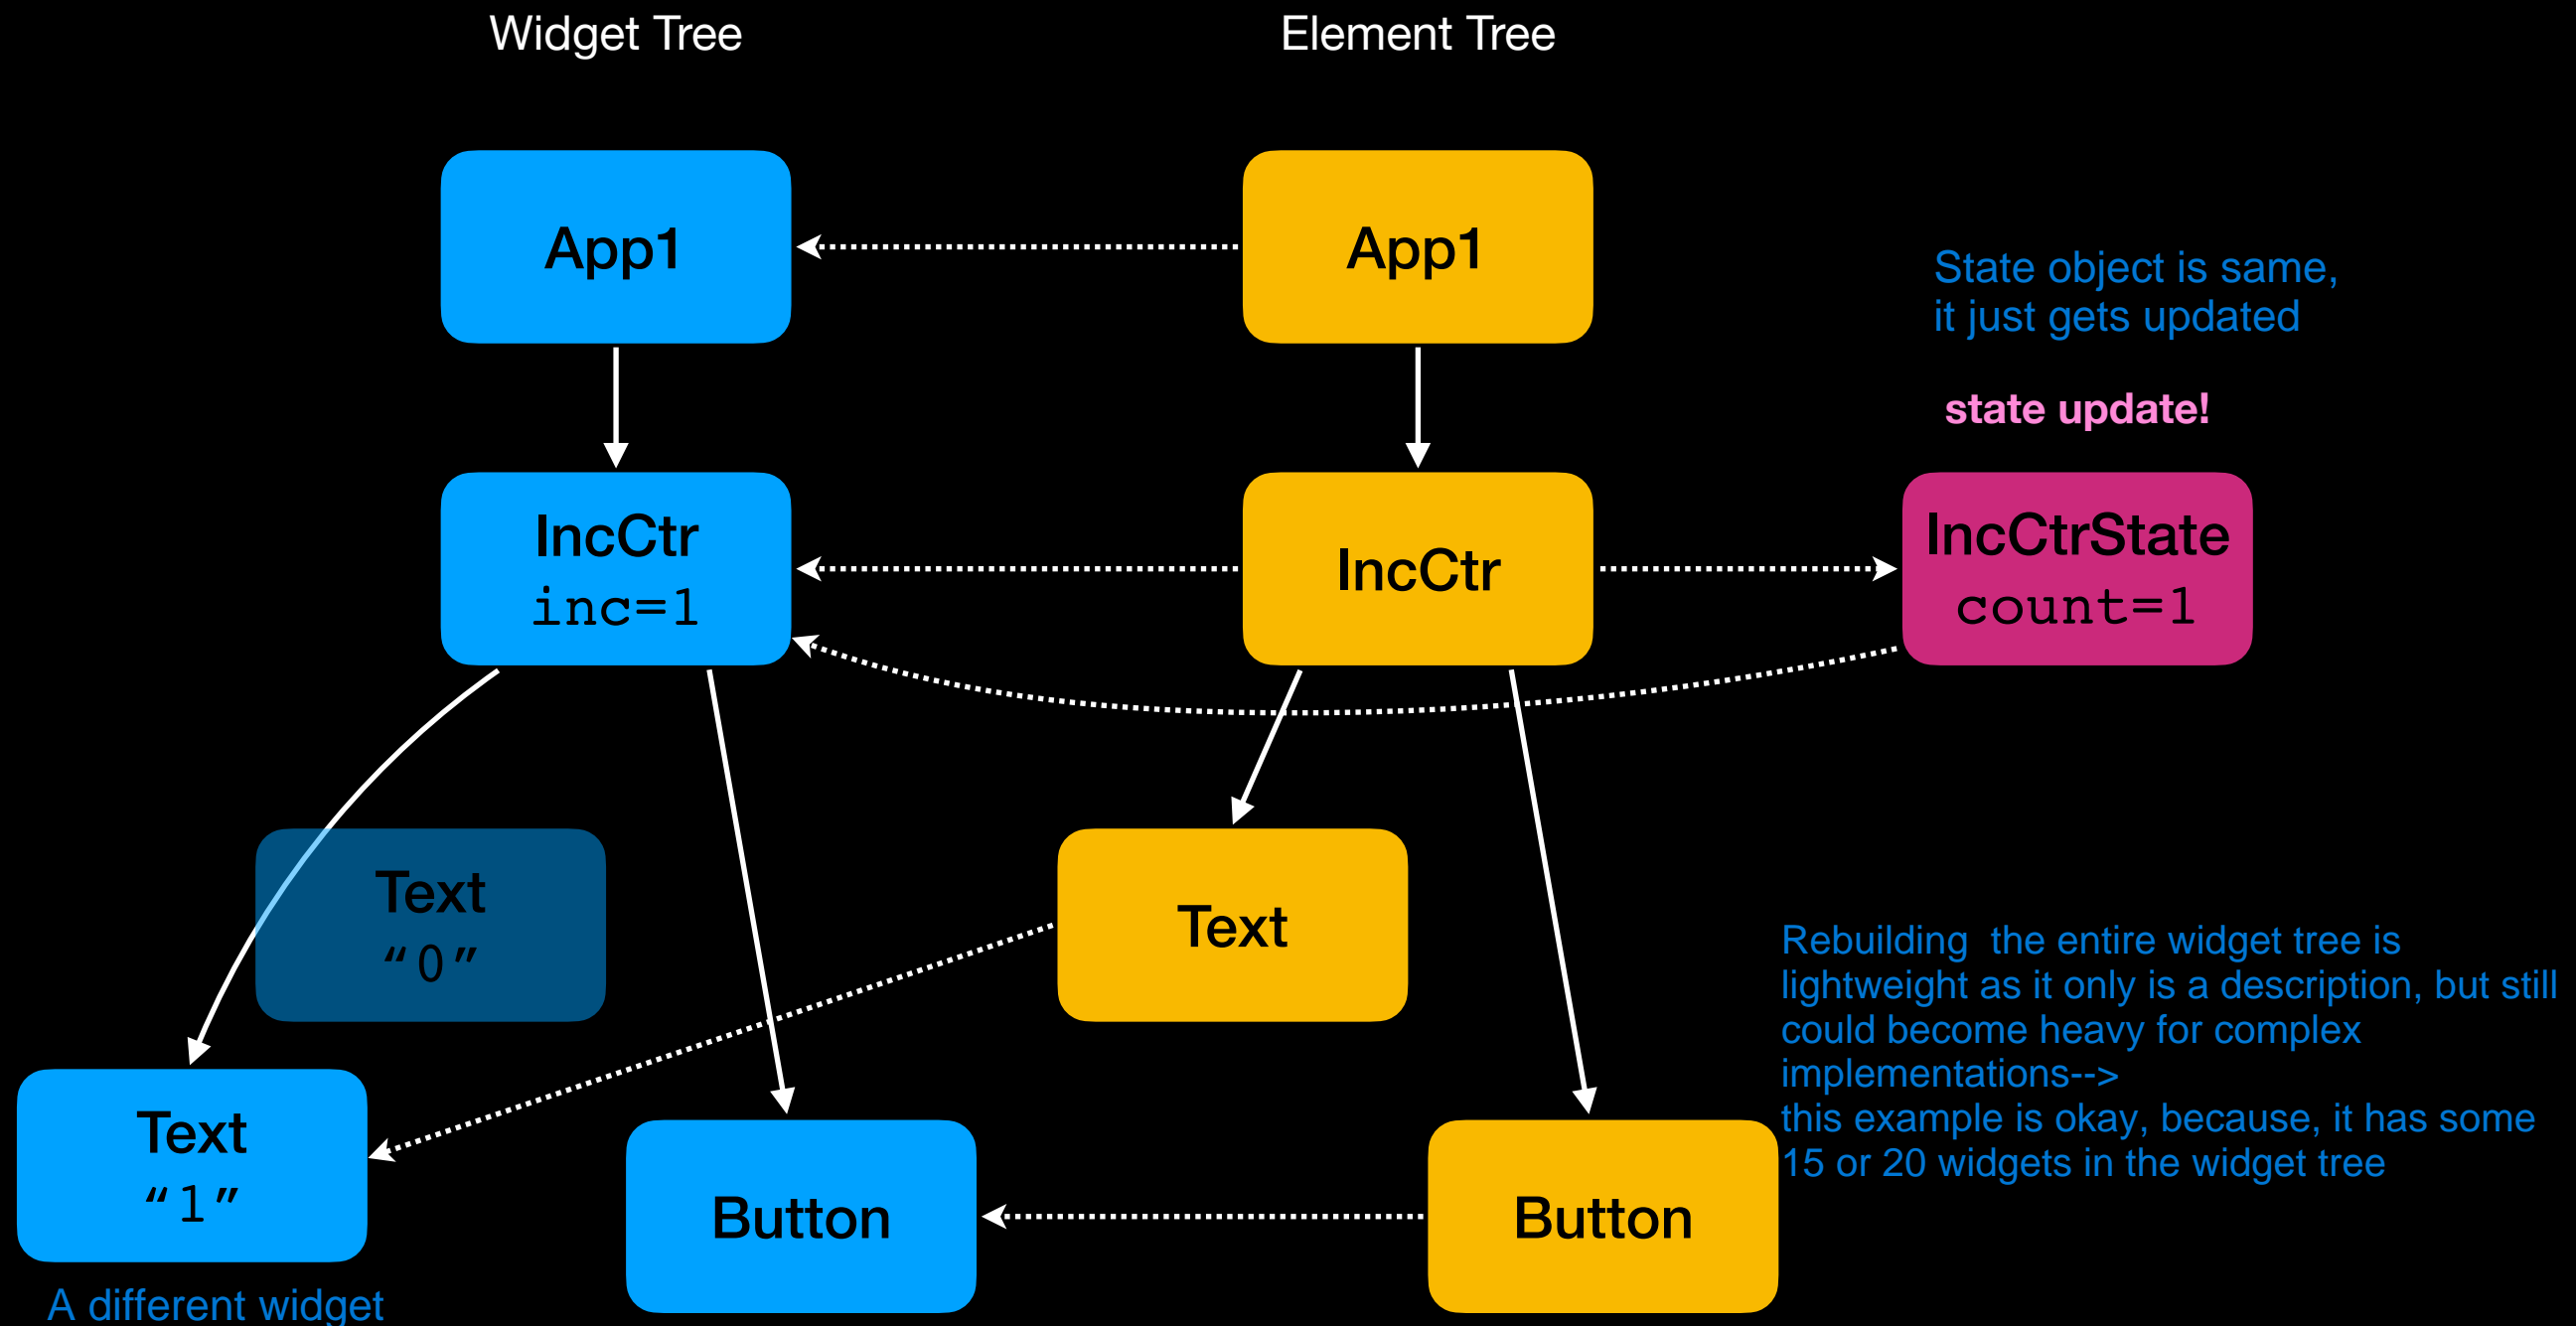 Widget Tree
Element Tree
App1
App1
State object is same,
it just gets updated
state update!
IncCtr
inc=1
IncCtr
IncCtrState
count=1
Text
“0”
Text
Rebuilding  the entire widget tree is
lightweight as it only is a description, but still
could become heavy for complex
implementations-->
this example is okay, because, it has some
15 or 20 widgets in the widget tree
Text
“1”
Button
Button
A different widget